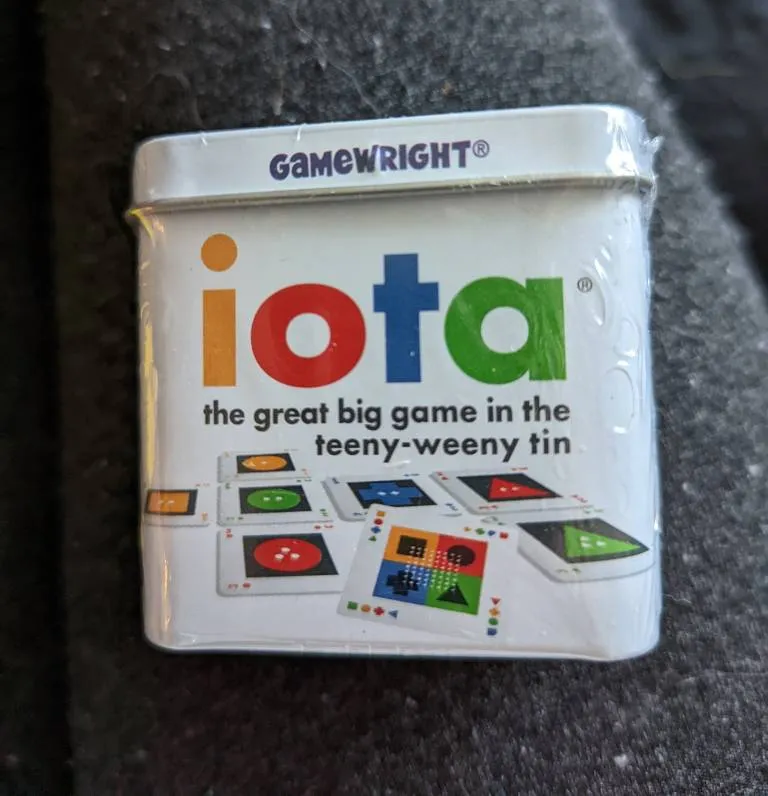 GAMEWRIGHT®
iota®
the great big game in the
teeny-weeny tin